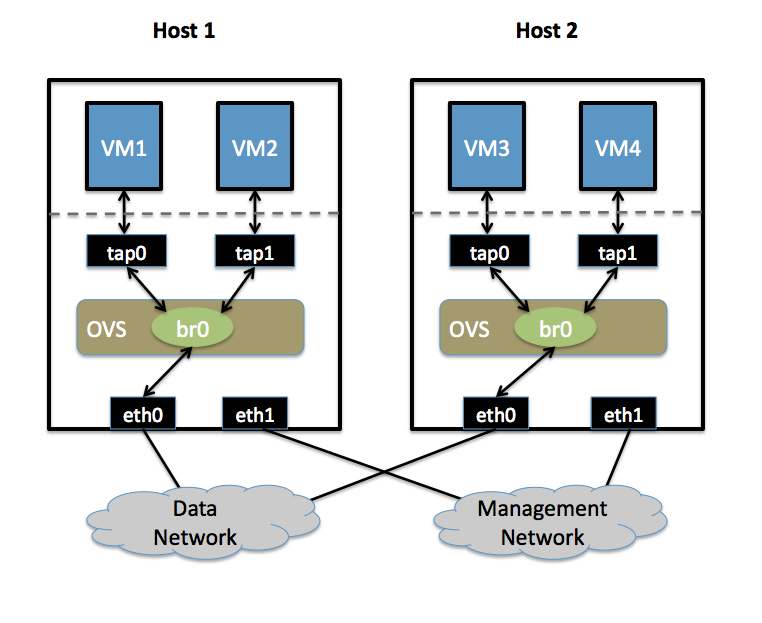 Host 1
Host 2
VM1
VM2
VM3
VM4
tap0
tap1
tap0
tap1
OVS
br0
OVS
br0
eth0
eth1
eth0
eth1
Data
Network
Management
Network